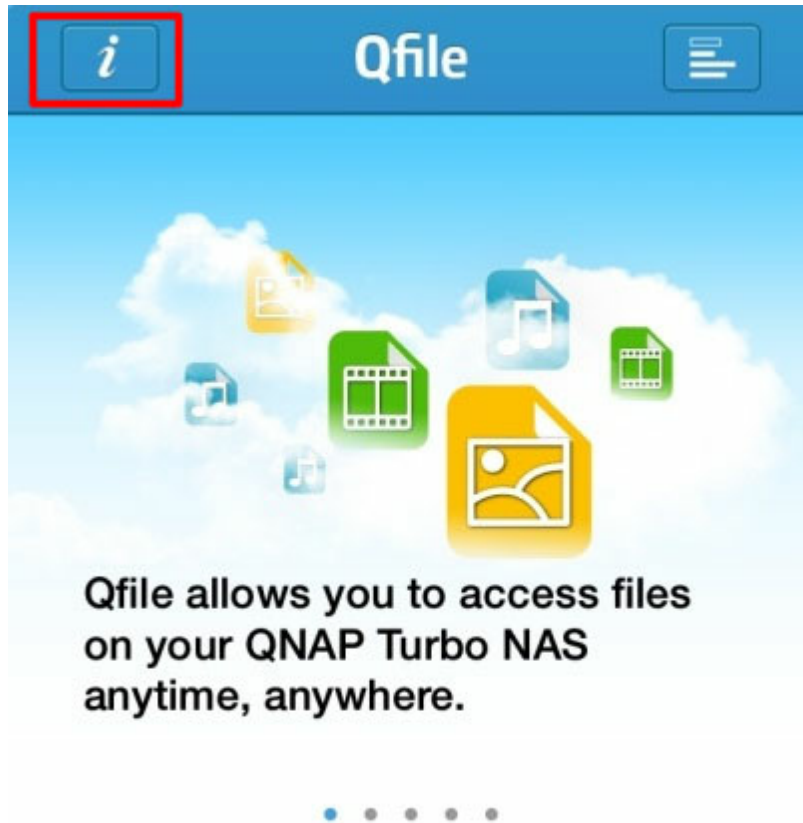 i Qfile
Qfile allows you to access files
on your QNAP Turbo NAS
anytime, anywhere.